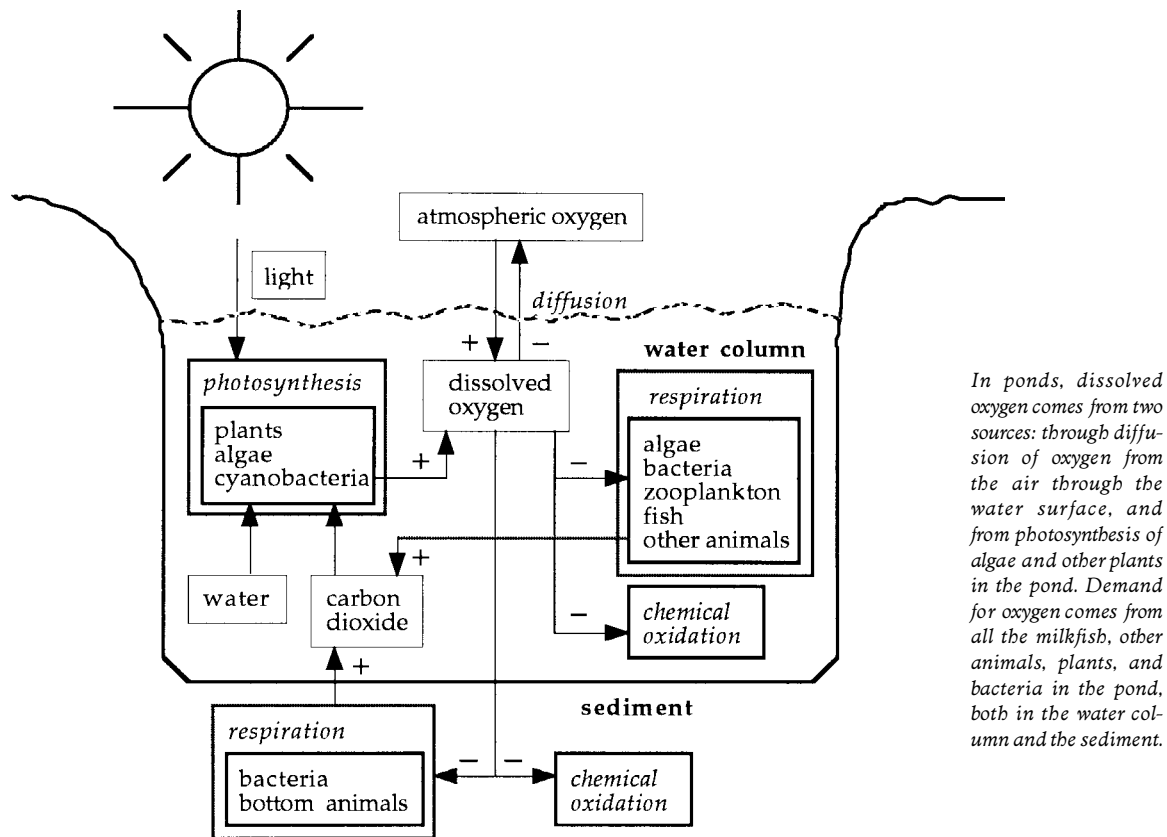 atmospheric oxygen
light
diffusion
+
−
water column
photosynthesis
plants
algae
cyanobacteria
+
dissolved
oxygen
respiration
algae
bacteria
zooplankton
fish
other animals
−
+
water
carbon
dioxide
−
chemical
oxidation
+
sediment
respiration
bacteria
bottom animals
−
−
chemical
oxidation
In ponds, dissolved
oxygen comes from two
sources: through diffu-
sion of oxygen from
the air through the
water surface, and
from photosynthesis of
algae and other plants
in the pond. Demand
for oxygen comes from
all the milkfish, other
animals, plants, and
bacteria in the pond,
both in the water col-
umn and the sediment.